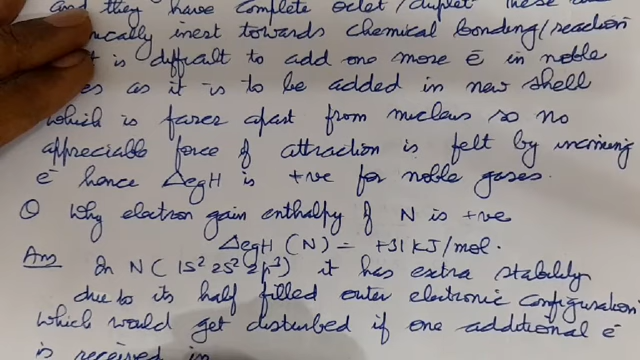 and they have complete octet/duplet These
inert towards chemical bonding/reaction
is difficult to add one more ē in noble
as it is to be added in new shell
which is farer apart from nucleus so no
appreciable force of attraction is felt by incoming
ē hence ΔegH is +ve for noble gases.
Q Why electron gain enthalpy of N is +ve
ΔegH (N) = +31 KJ/mol.
Ans In N (1s² 2s² 2p³) it has extra stability
due to its half filled outer electronic configuration
which would get disturbed if one additional ē
is received in